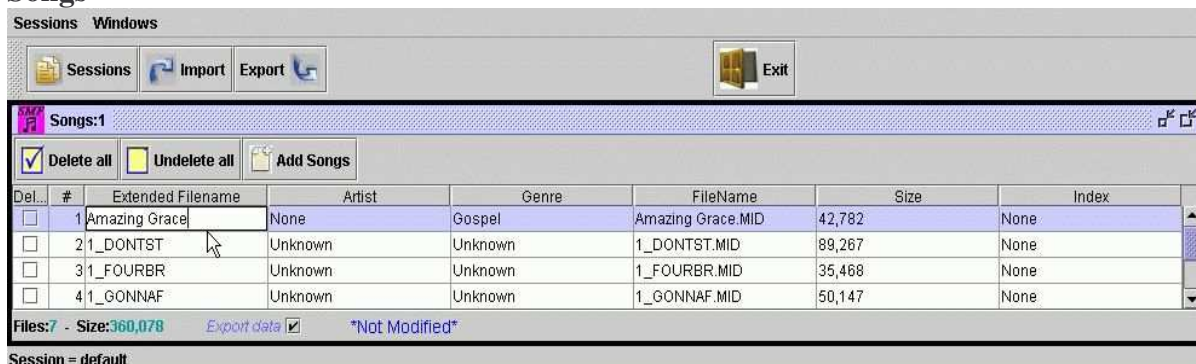 Songs
Sessions Windows
Sessions Import Export Exit
SMF Songs:1
Delete all Undelete all Add Songs
Del... # Extended Filename Artist Genre FileName Size Index
1 Amazing Grace None Gospel Amazing Grace.MID 42,782 None
2 1_DONTST Unknown Unknown 1_DONTST.MID 89,267 None
3 1_FOURBR Unknown Unknown 1_FOURBR.MID 35,468 None
4 1_GONNAF Unknown Unknown 1_GONNAF.MID 50,147 None
Files:7 - Size:360,078 Export data *Not Modified*
Session = default